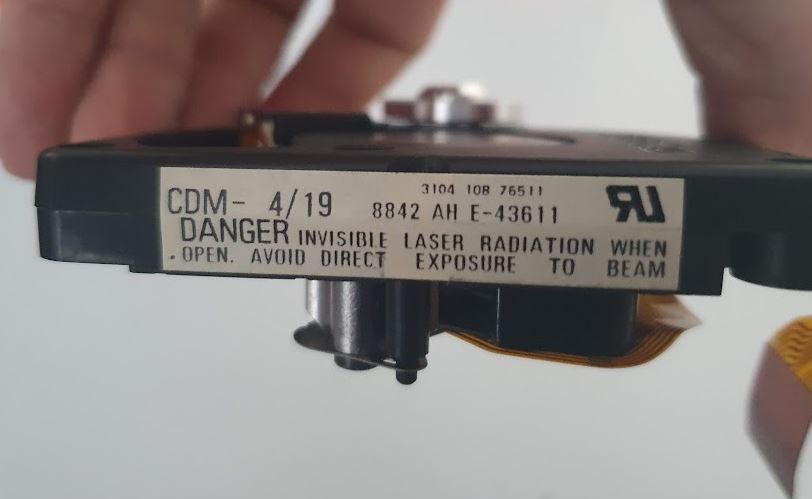 3104 108 76511
CDM- 4/19 8842 AH E-43611
DANGER INVISIBLE LASER RADIATION WHEN
.OPEN. AVOID DIRECT EXPOSURE TO BEAM